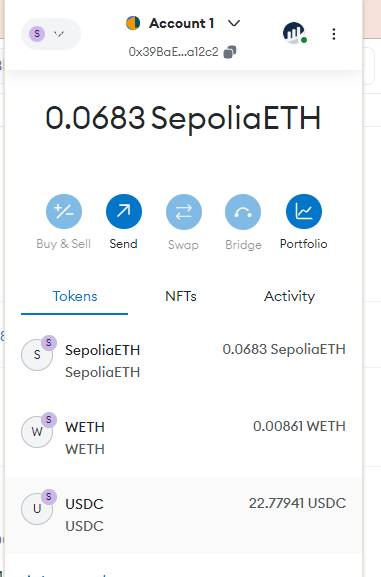 S
Account 1
0x39BaE...a12c2
0.0683 SepoliaETH
Buy & Sell Send Swap Bridge Portfolio
Tokens NFTs Activity
S
S SepoliaETH 0.0683 SepoliaETH
SepoliaETH
S
W WETH 0.00861 WETH
WETH
S
U USDC 22.77941 USDC
USDC